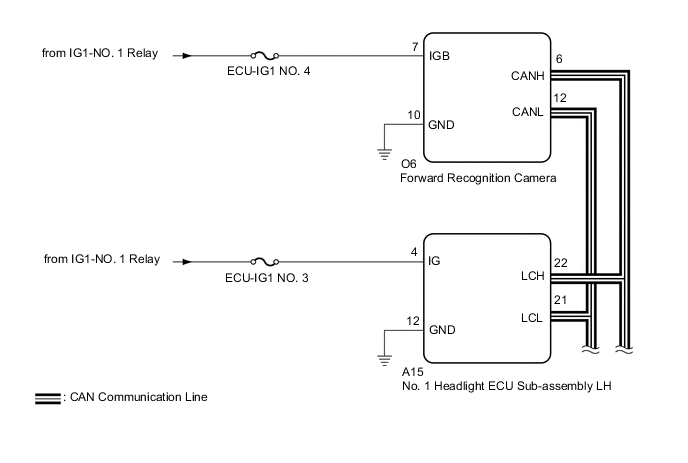 from IG1-NO. 1 Relay
ECU-IG1 NO. 4
7
IGB
10
GND
6
CANH
12
CANL
O6
Forward Recognition Camera
from IG1-NO. 1 Relay
ECU-IG1 NO. 3
4
IG
12
GND
22
LCH
21
LCL
A15
No. 1 Headlight ECU Sub-assembly LH
: CAN Communication Line